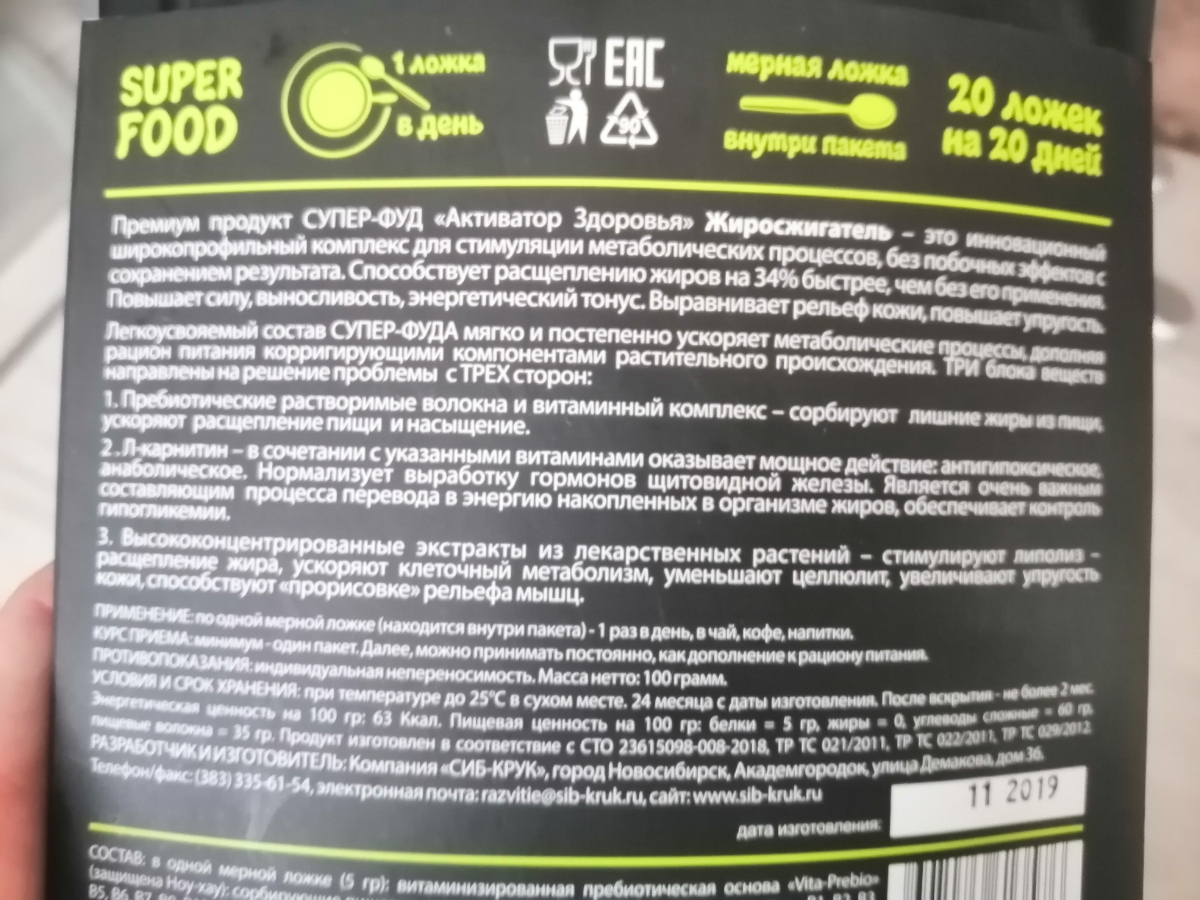 SUPER FOOD
1 ложка в день
EAC
90
мерная ложка внутри пакета
20 ложек на 20 дней
Премиум продукт СУПЕР-ФУД «Активатор Здоровья» Жиросжигатель – это инновационный
широкопрофильный комплекс для стимуляции метаболических процессов, без побочных эффектов с
сохранением результата. Способствует расщеплению жиров на 34% быстрее, чем без его применения.
Повышает силу, выносливость, энергетический тонус. Выравнивает рельеф кожи, повышает упругость.
Легкоусвояемый состав СУПЕР-ФУДА мягко и постепенно ускоряет метаболические процессы, дополняя
рацион питания корригирующими компонентами растительного происхождения. ТРИ блока веществ
направлены на решение проблемы с ТРЕХ сторон:
1. Пребиотические растворимые волокна и витаминный комплекс – сорбируют лишние жиры из пищи,
ускоряют расщепление пищи и насыщение.
2. Л-карнитин – в сочетании с указанными витаминами оказывает мощное действие: антигипоксическое,
анаболическое. Нормализует выработку гормонов щитовидной железы. Является очень важным
составляющим процесса перевода в энергию накопленных в организме жиров, обеспечивает контроль
гипогликемии.
3. Высококонцентрированные экстракты из лекарственных растений – стимулируют липолиз –
расщепление жира, ускоряют клеточный метаболизм, уменьшают целлюлит, увеличивают упругость
кожи, способствуют «прорисовке» рельефа мышц.
ПРИМЕНЕНИЕ: по одной мерной ложке (находится внутри пакета) - 1 раз в день, в чай, кофе, напитки.
КУРС ПРИЕМА: минимум - один пакет. Далее, можно принимать постоянно, как дополнение к рациону питания.
ПРОТИВОПОКАЗАНИЯ: индивидуальная непереносимость. Масса нетто: 100 грамм.
УСЛОВИЯ И СРОК ХРАНЕНИЯ: при температуре до 25°С в сухом месте. 24 месяца с даты изготовления. После вскрытия - не более 2 мес.
Энергетическая ценность на 100 гр: 63 Ккал. Пищевая ценность на 100 гр: белки = 5 гр, жиры = 0, углеводы сложные = 60 гр,
пищевые волокна = 35 гр. Продукт изготовлен в соответствие с СТО 23615098-008-2018, ТР ТС 021/2011, ТР ТС 022/2011, ТР ТС 029/2012
РАЗРАБОТЧИК И ИЗГОТОВИТЕЛЬ: Компания «СИБ-КРУК», город Новосибирск, Академгородок, улица Демакова, дом 36.
Телефон/факс: (383) 335-61-54, электронная почта: razvitie@sib-kruk.ru, сайт: www.sib-kruk.ru
11 2019
дата изготовления:
СОСТАВ: в одной мерной ложке (5 гр): витаминизированная пребиотическая основа «Vita-Prebio»
(защищена Ноу-хау): сорбирующие
В5, В6, В7,